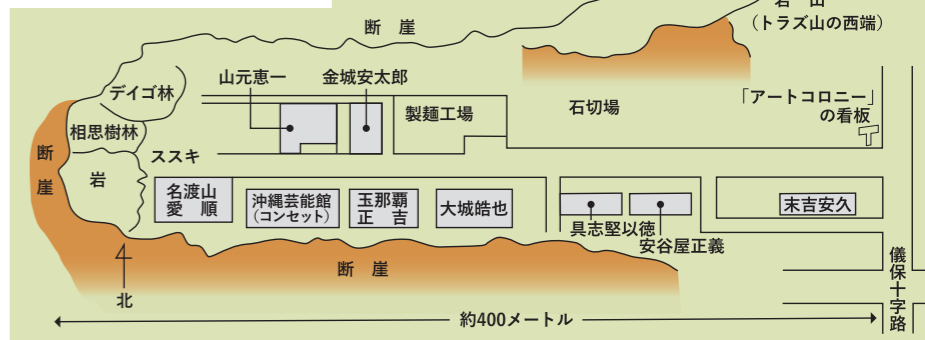 岩　山
（トラズ山の西端）
断　崖
山元恵一
金城安太郎
デイゴ林
製麺工場
石切場
「アートコロニー」
の看板
相思樹林
ススキ
断
崖
岩
名渡山
愛　順
沖縄芸能館
（コンセット）
玉那覇
正　吉
大城皓也
具志堅以徳
安谷屋正義
末吉安久
断　崖
北
儀保十字路
約400メートル